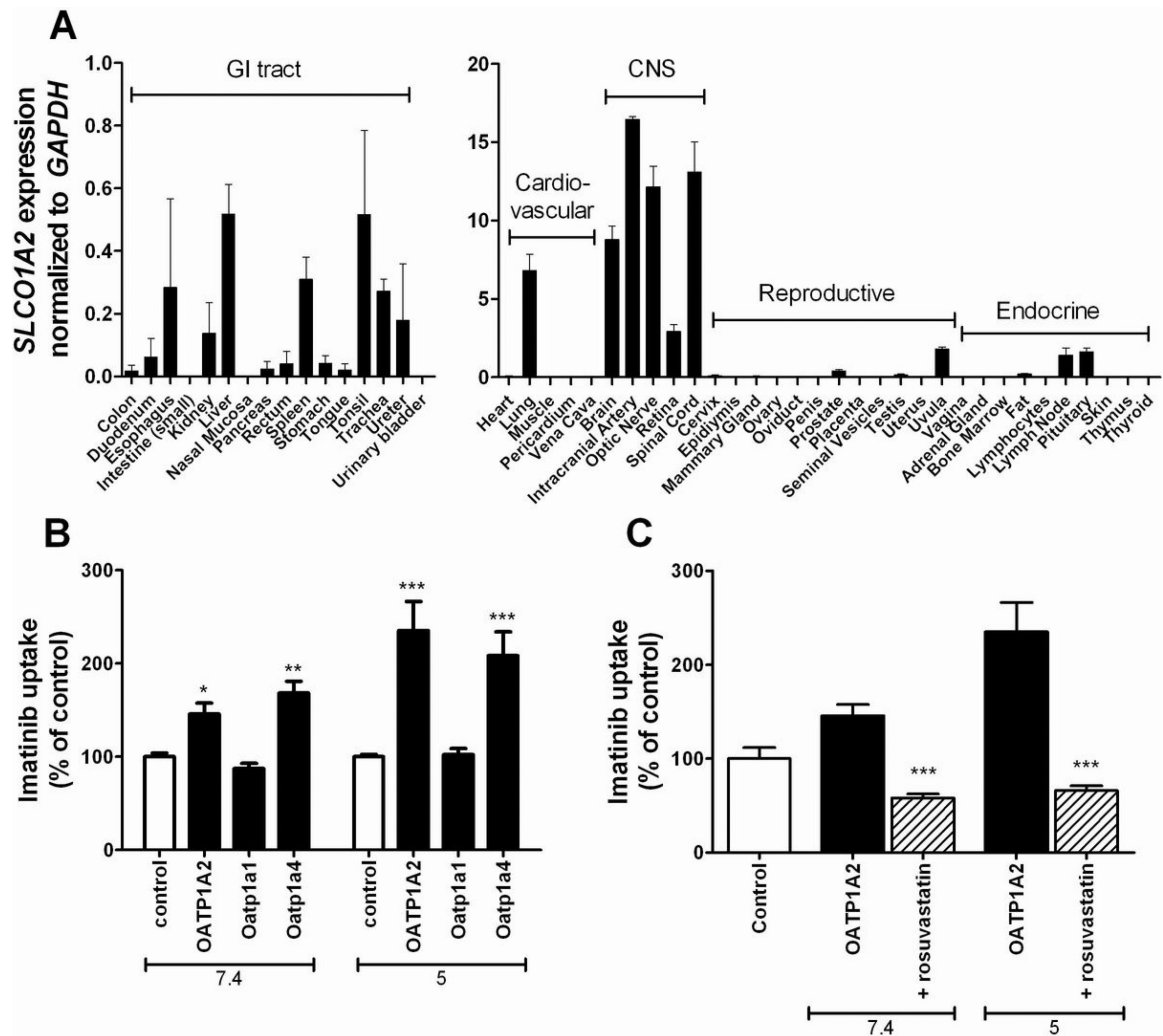 A
SLCO1A2 expression
normalized to GAPDH
1.0
0.8
0.6
0.4
0.2
0.0
GI tract
Colon
Duodenum
Esophagus
Intestine (small)
Kidney
Liver
Nasal Mucosa
Pancreas
Rectum
Spleen
Stomach
Tongue
Tonsil
Trachea
Ureter
Urinary bladder
20
15
10
5
0
Cardio-
vascular
CNS
Reproductive
Endocrine
Heart
Lung
Muscle
Pericardium
Vena Cava
Brain
Intracranial Artery
Optic Nerve
Retina
Spinal Cord
Cervix
Epidiymis
Mammary Gland
Ovary
Oviduct
Penis
Prostate
Placenta
Seminal Vesicles
Testis
Uterus
Uvula
Vagina
Adrenal Gland
Bone Marrow
Fat
Lymphocytes
Lymph Node
Pituitary
Skin
Thymus
Thyroid
B
Imatinib uptake
(% of control)
300
200
100
0
*
**
***
***
control
OATP1A2
Oatp1a1
Oatp1a4
control
OATP1A2
Oatp1a1
Oatp1a4
7.4
5
C
Imatinib uptake
(% of control)
300
200
100
0
***
***
Control
OATP1A2
+ rosuvastatin
OATP1A2
+ rosuvastatin
7.4
5